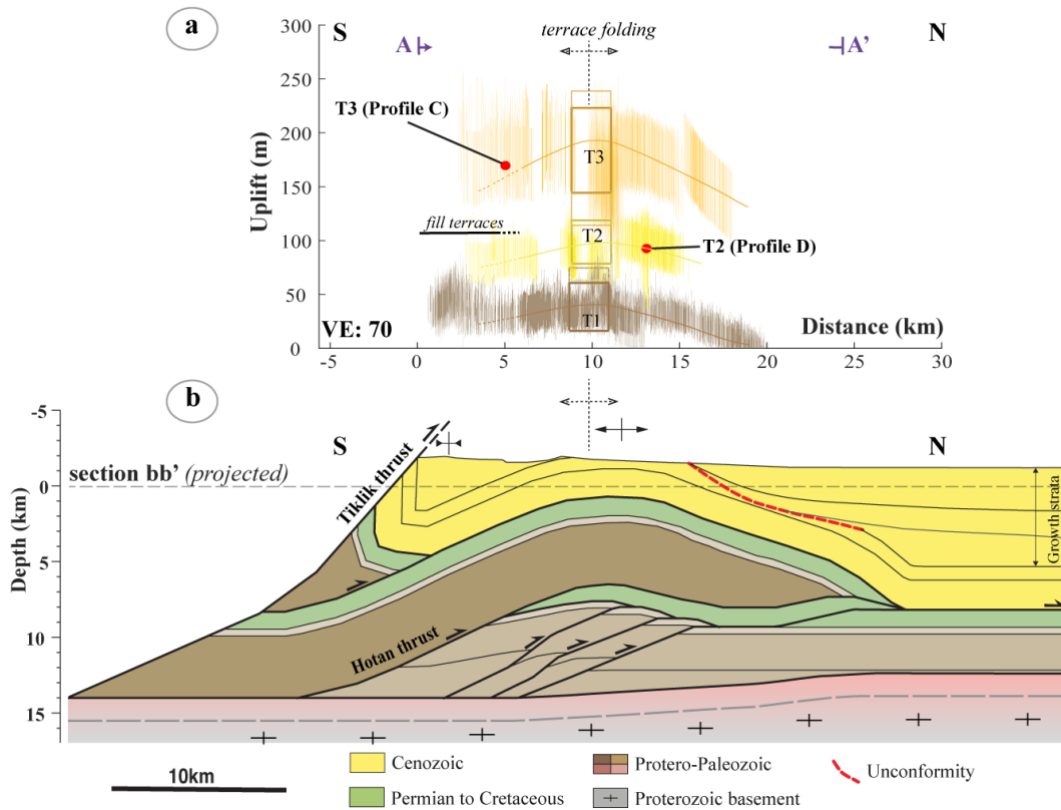 a
S
N
terrace folding
A
A’
300
250
200
150
100
50
0
Uplift (m)
T3 (Profile C)
T3
fill terraces
T2
T2 (Profile D)
T1
VE: 70
Distance (km)
-5 0 5 10 15 20 25 30
b
-5
0
5
10
15
Depth (km)
S
N
section bb’ (projected)
Tiklik thrust
Growth strata
Hotan thrust
10km
Cenozoic
Protero-Paleozoic
Unconformity
Permian to Cretaceous
Proterozoic basement